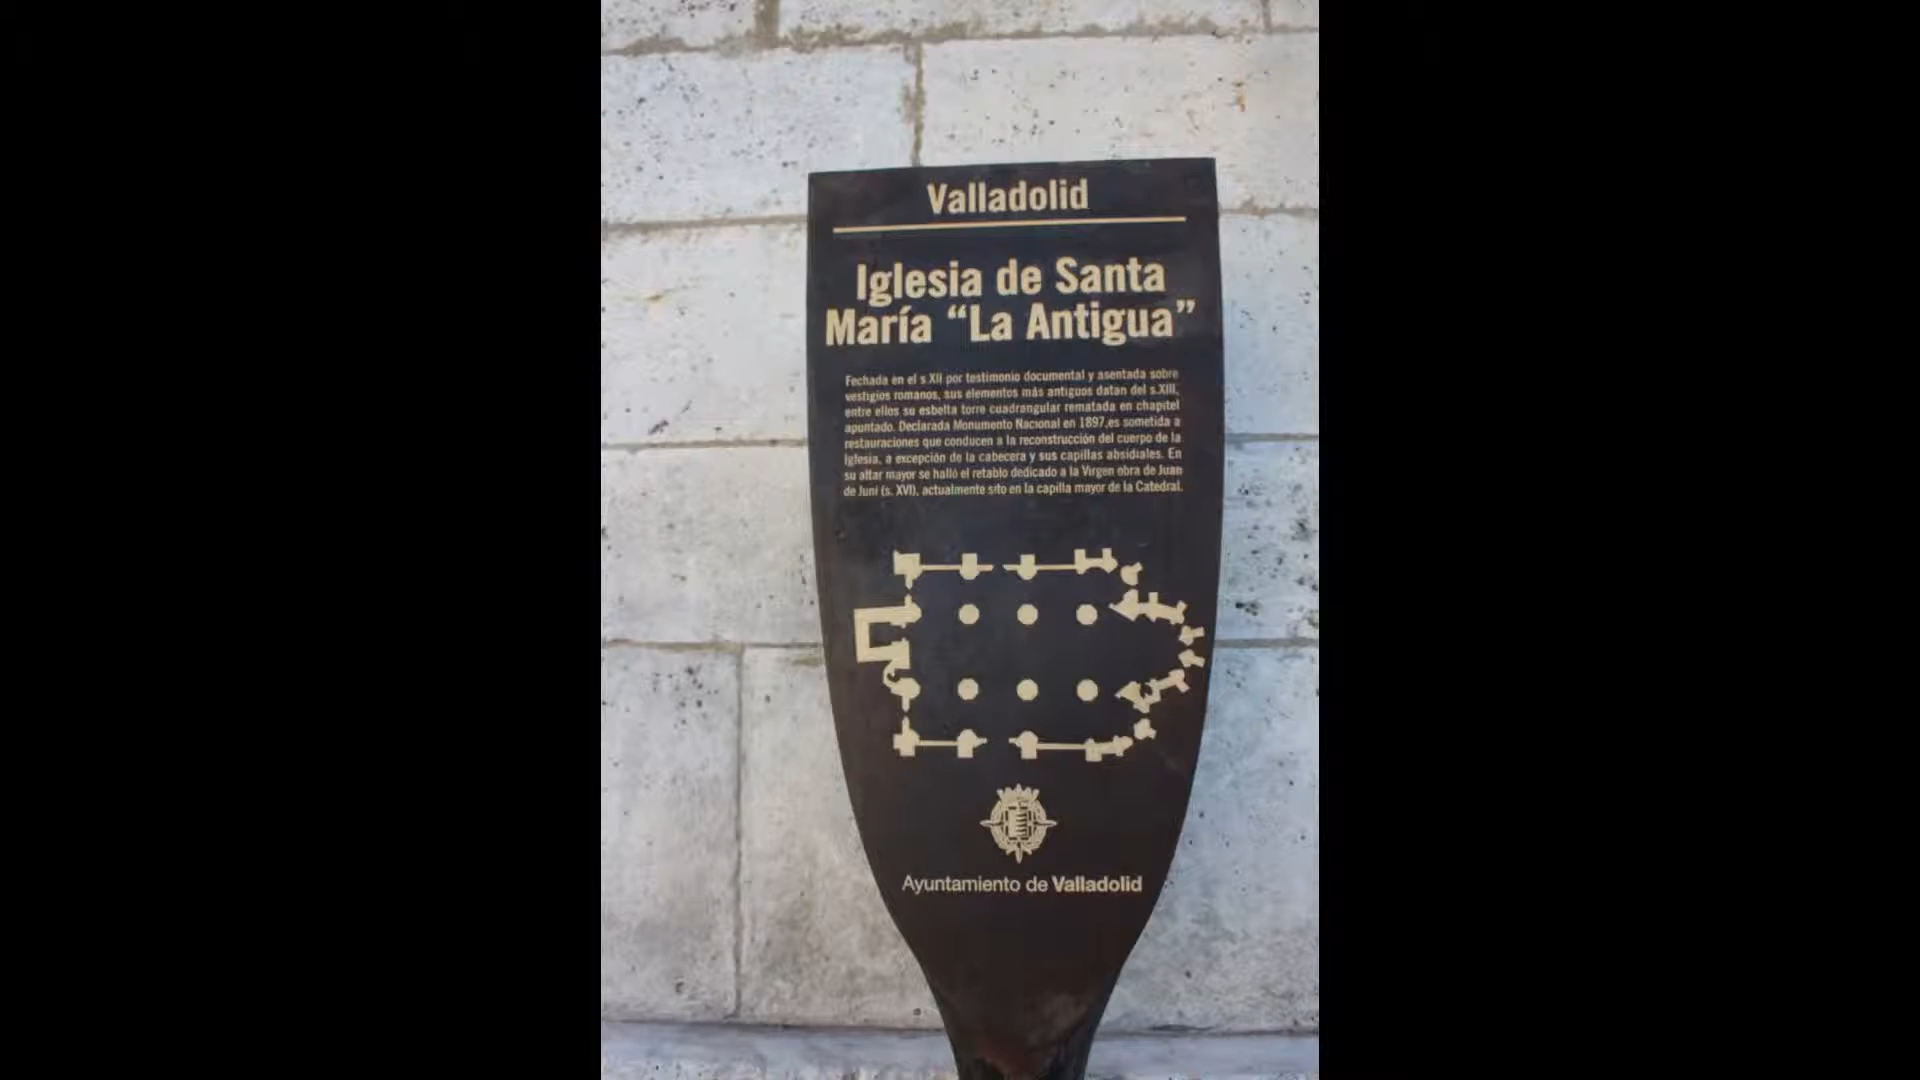 Valladolid
Iglesia de Santa
María “La Antigua”
Fechada en el s XII por testimonio documental y asentada sobre
vestigios romanos, sus elementos más antiguos datan del s.XIII,
entre ellos su esbelta torre cuadrangular rematada en chapitel
apuntado. Declarada Monumento Nacional en 1897,es sometida a
restauraciones que conducen a la reconstrucción del cuerpo de la
Iglesia, a excepción de la cabecera y sus capillas absidiales. En
su altar mayor se halló el retablo dedicado a la Virgen obra de Juan
de Juni (s. XVI), actualmente sito en la capilla mayor de la Catedral.
Ayuntamiento de Valladolid